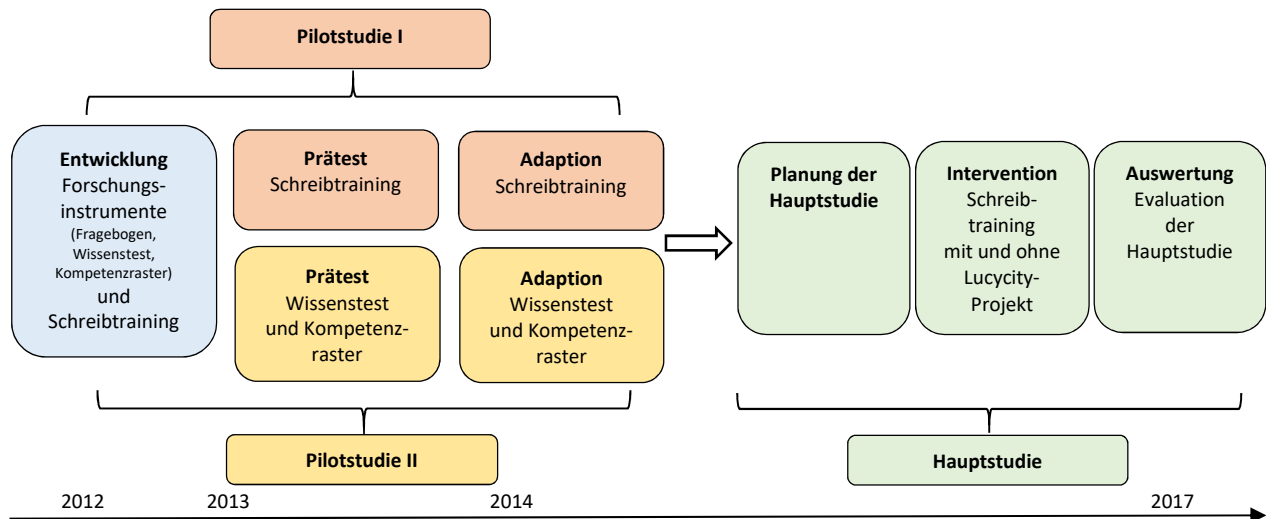 Pilotstudie I
Entwicklung
Forschungs-
instrumente
(Fragebogen,
Wissenstest,
Kompetenzraster)
und
Schreibtraining
Prätest
Schreibtraining
Adaption
Schreibtraining
Prätest
Wissenstest
und Kompetenz-
raster
Adaption
Wissenstest
und Kompetenz-
raster
Planung der
Hauptstudie
Intervention
Schreib-
training
mit und ohne
Lucycity-
Projekt
Auswertung
Evaluation
der
Hauptstudie
Pilotstudie II
Hauptstudie
2012
2013
2014
2017